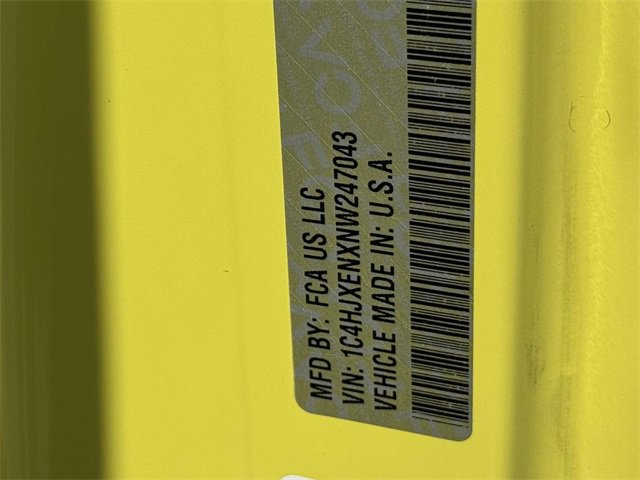 MFD BY: FCA US LLC
VIN: 1C4HJXENXNW247043
VEHICLE MADE IN: U.S.A.